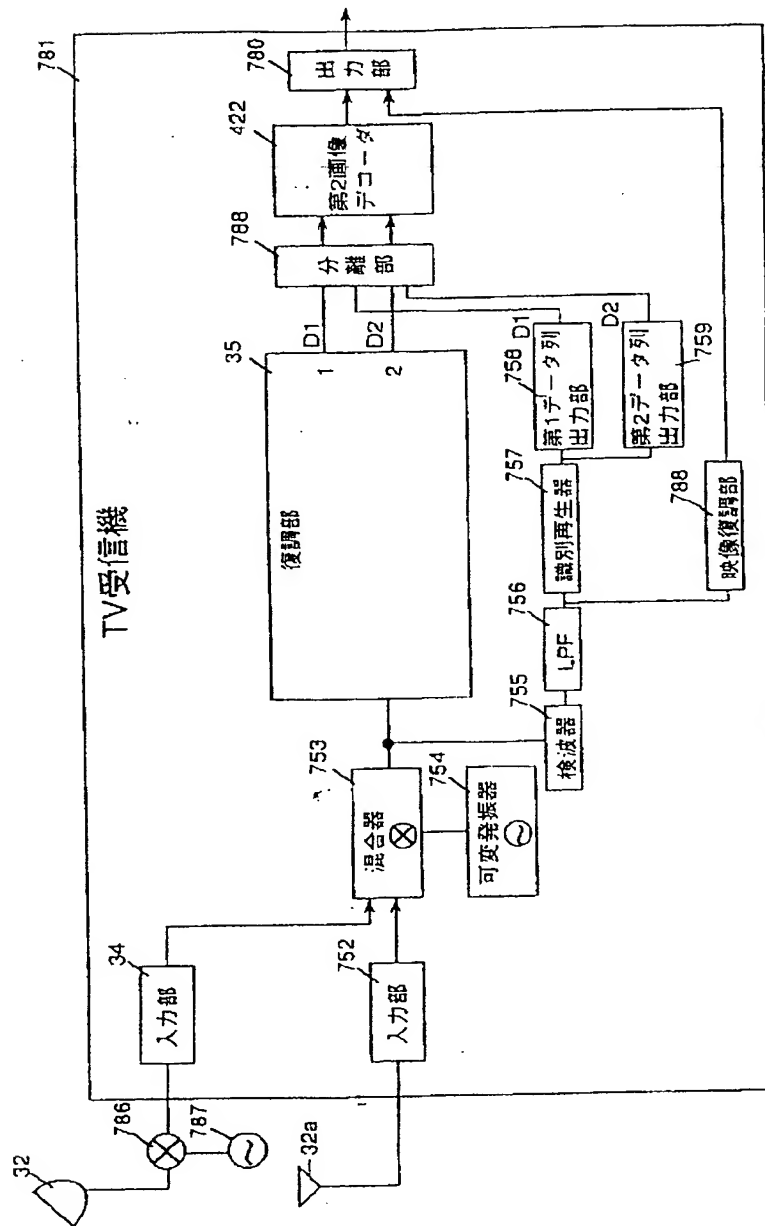 TV受信機
781
32
786
787
32a
34
入力部
752
入力部
753
混合器
754
可変発振器
35
復調部
1
2
D1
D2
788
分離部
422
第2画像
デコーダ
780
出力部
755
検波器
756
LPF
757
識別再生器
758
D1
第1データ列
出力部
D2
759
第2データ列
出力部
788
映像復調部